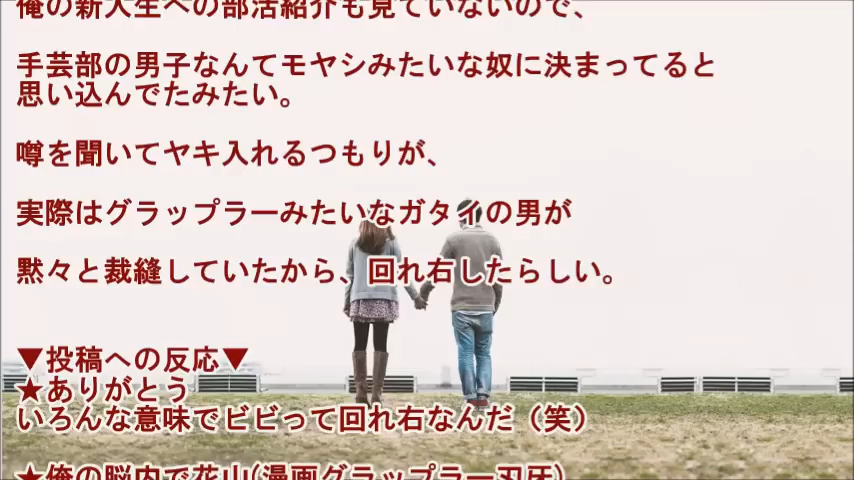 俺の新入生への部活紹介も見ていないので、
手芸部の男子なんてモヤシみたいな奴に決まってると
思い込んでたみたい。
噂を聞いてヤキ入れるつもりが、
実際はグラップラーみたいなガタイの男が
黙々と裁縫していたから、回れ右したらしい。
▼投稿への反応▼
★ありがとう
いろんな意味でビビって回れ右なんだ（笑）
★俺の脳内で花山(漫画グラップラー刃牙)